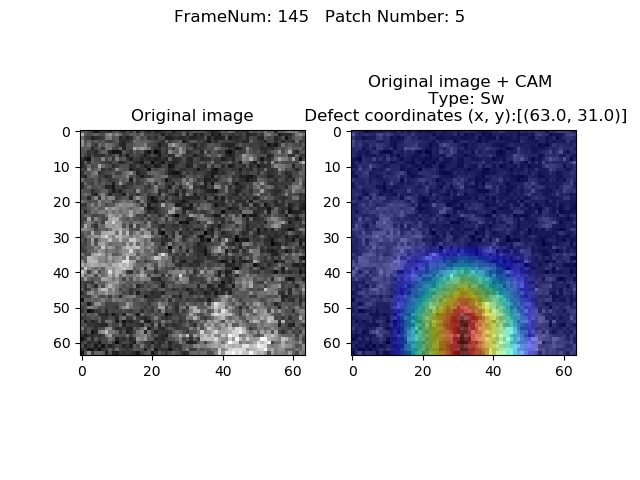 FrameNum: 145   Patch Number: 5
Original image
Original image + CAM
Type: Sw
Defect coordinates (x, y):[(63.0, 31.0)]
0
10
20
30
40
50
60
0 20 40 60
0
10
20
30
40
50
60
0 20 40 60